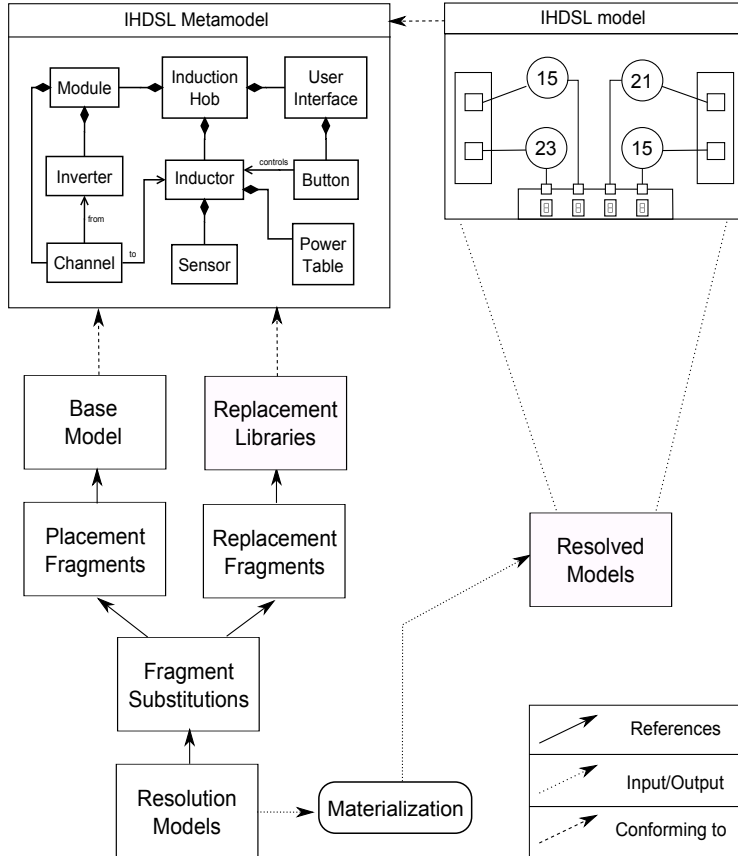 IHDSL Metamodel
IHDSL model
Module
Induction
Hob
User
Interface
Inverter
Inductor
controls
Button
from
to
Channel
Sensor
Power
Table
15
21
23
15
Base
Model
Replacement
Libraries
Placement
Fragments
Replacement
Fragments
Resolved
Models
Fragment
Substitutions
Resolution
Models
Materialization
References
Input/Output
Conforming to